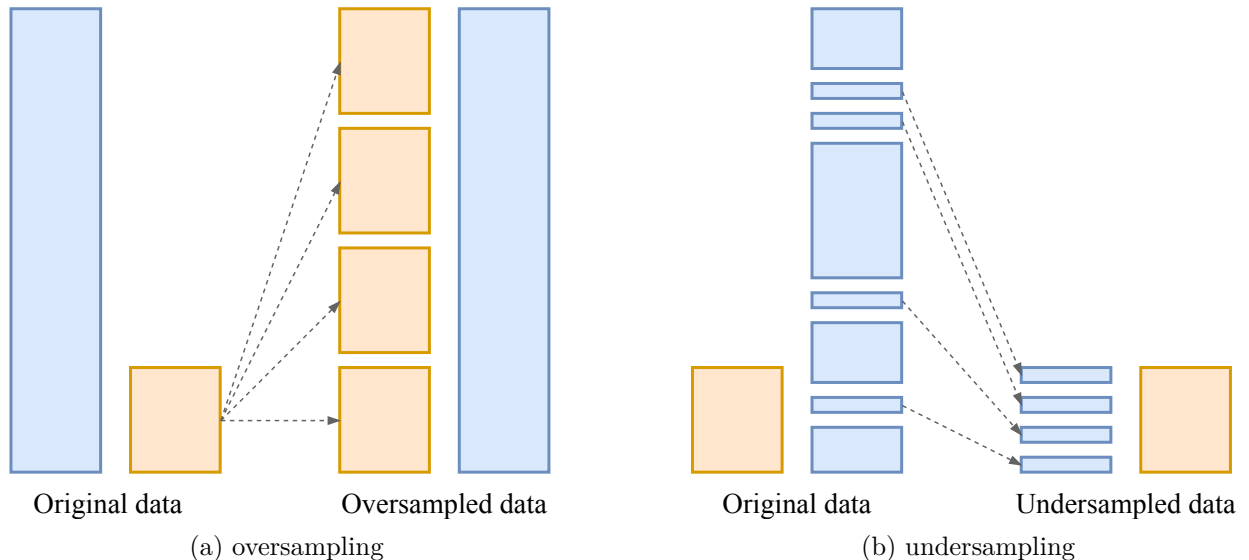 Original data
Oversampled data
(a) oversampling
Original data
Undersampled data
(b) undersampling